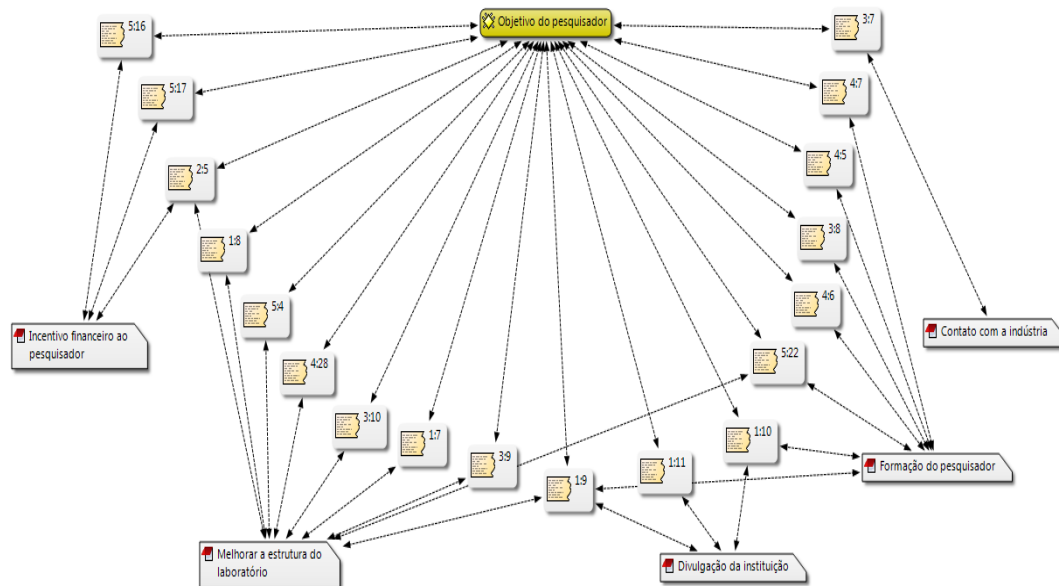 Objetivo do pesquisador
5:16
3:7
5:17
4:7
2:5
4:5
1:8
3:8
5:4
4:6
Incentivo financeiro ao
pesquisador
Contato com a indústria
4:28
5:22
3:10
1:7
3:9
1:10
1:11
1:9
Formação do pesquisador
Melhorar a estrutura do
laboratório
Divulgação da instituição